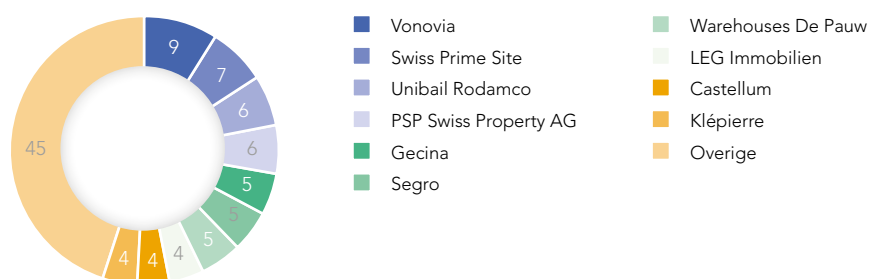 9
7
6
6
5
5
5
4
4
4
45
Vonovia
Swiss Prime Site
Unibail Rodamco
PSP Swiss Property AG
Gecina
Segro
Warehouses De Pauw
LEG Immobilien
Castellum
Klépierre
Overige